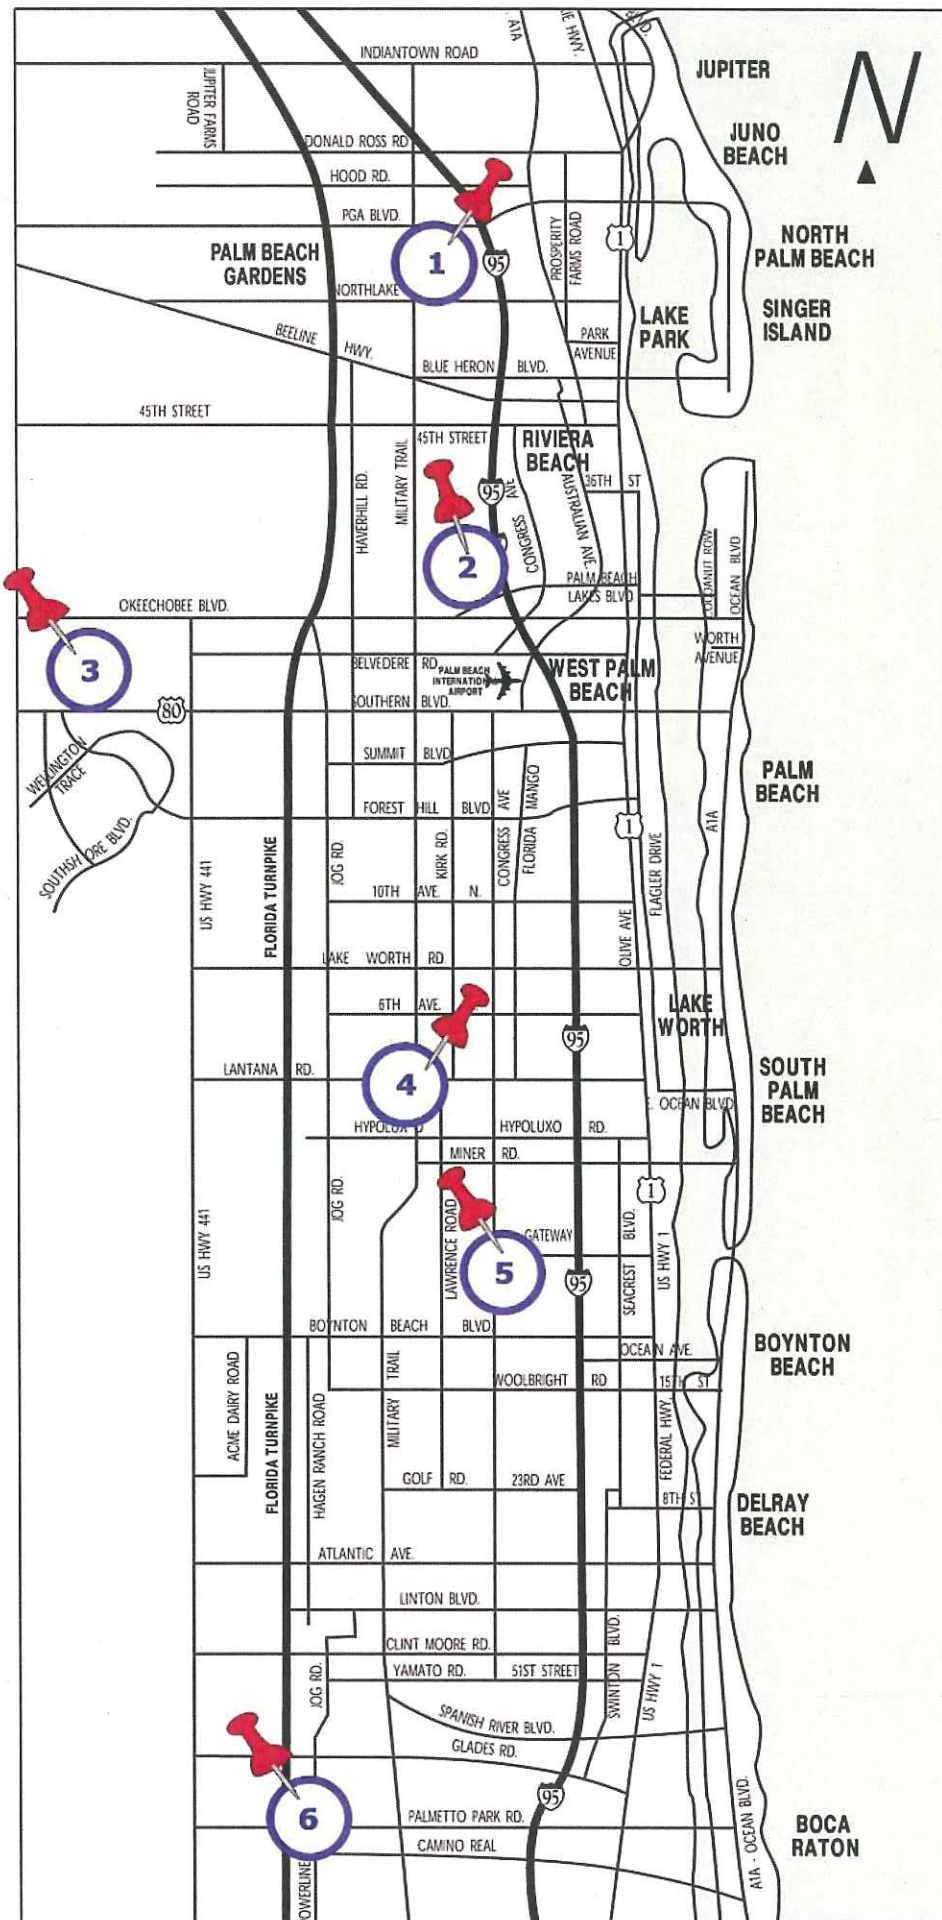 INDIANTOWN ROAD
A1A
HWY.
BLVD.
JUPITER
N
JUPITER FARMS
ROAD
JUNO
BEACH
DONALD ROSS RD
HOOD RD.
PGA BLVD.
1
NORTH
PALM BEACH
PALM BEACH
GARDENS
1
95
PROSPERITY
FARMS ROAD
NORTHLAKE
LAKE
PARK
SINGER
ISLAND
BEELINE HWY.
PARK
AVENUE
BLUE HERON BLVD.
45TH STREET
45TH STREET
RIVIERA
BEACH
HAVERHILL RD.
MILITARY TRAIL
95
36TH ST
CONGRESS AVE
AUSTRALIAN AVE.
2
COCOANUT ROW
OCEAN BLVD
PALM BEACH
LAKES BLVD
OKEECHOBEE BLVD.
3
WORTH
AVENUE
BELVEDERE RD.
PALM BEACH
INTERNATIONAL
AIRPORT
WEST PALM
BEACH
SOUTHERN BLVD.
80
WELLINGTON
TRACE
SUMMIT BLVD
PALM
BEACH
FOREST HILL BLVD
SOUTHSHORE BLVD.
CONGRESS AVE
FLORIDA MANGO
1
A1A
US HWY 441
FLORIDA TURNPIKE
JOG RD.
KIRK RD.
FLAGLER DRIVE
10TH AVE. N.
OLIVE AVE
LAKE WORTH RD.
6TH AVE.
LAKE
WORTH
95
LANTANA RD.
4
SOUTH
PALM
BEACH
E. OCEAN BLVD
HYPOLUXO
HYPOLUXO RD.
MINER RD.
1
US HWY 441
JOG RD.
LAWRENCE ROAD
GATEWAY
SEACREST BLVD.
US HWY 1
5
95
BOYNTON BEACH BLVD.
OCEAN AVE.
BOYNTON
BEACH
ACME DAIRY ROAD
FLORIDA TURNPIKE
HAGEN RANCH ROAD
MILITARY TRAIL
WOOLBRIGHT RD
15TH ST
FEDERAL HWY.
GOLF RD.
23RD AVE
8TH ST
DELRAY
BEACH
ATLANTIC AVE.
LINTON BLVD.
CLINT MOORE RD.
YAMATO RD.
51ST STREET
JOG RD.
SWINTON BLVD.
US HWY 1
SPANISH RIVER BLVD.
GLADES RD.
95
6
PALMETTO PARK RD.
CAMINO REAL
A1A - OCEAN BLVD.
BOCA
RATON